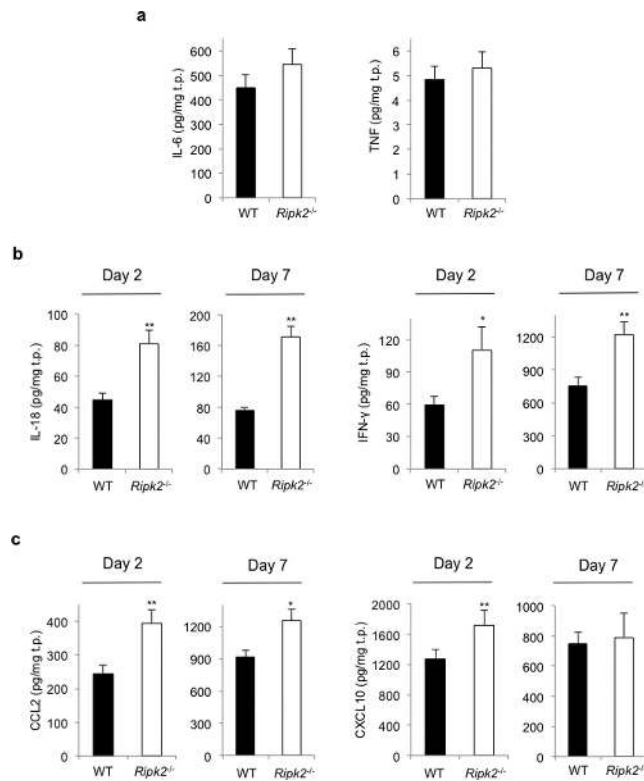 a
IL-6 (pg/mg t.p.)
600
500
400
300
200
100
0
WT Ripk2-/-
TNF (pg/mg t.p.)
6
5
4
3
2
1
0
WT Ripk2-/-
b
Day 2
IL-18 (pg/mg t.p.)
100
80
60
40
20
0
**
WT Ripk2-/-
Day 7
200
160
120
80
40
0
**
WT Ripk2-/-
Day 2
IFN-γ (pg/mg t.p.)
120
90
60
30
0
*
WT Ripk2-/-
Day 7
1200
900
600
300
0
**
WT Ripk2-/-
c
Day 2
CCL2 (pg/mg t.p.)
400
300
200
100
0
**
WT Ripk2-/-
Day 7
1200
900
600
300
0
*
WT Ripk2-/-
Day 2
CXCL10 (pg/mg t.p.)
2000
1600
1200
800
400
0
**
WT Ripk2-/-
Day 7
1000
800
600
400
200
0
WT Ripk2-/-